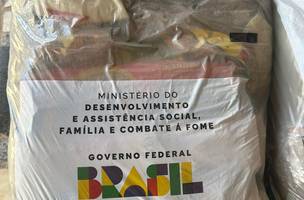 MINISTÉRIO DO
DESENVOLVIMENTO
E ASSISTÊNCIA SOCIAL,
FAMÍLIA E COMBATE À FOME
GOVERNO FEDERAL
BRASIL